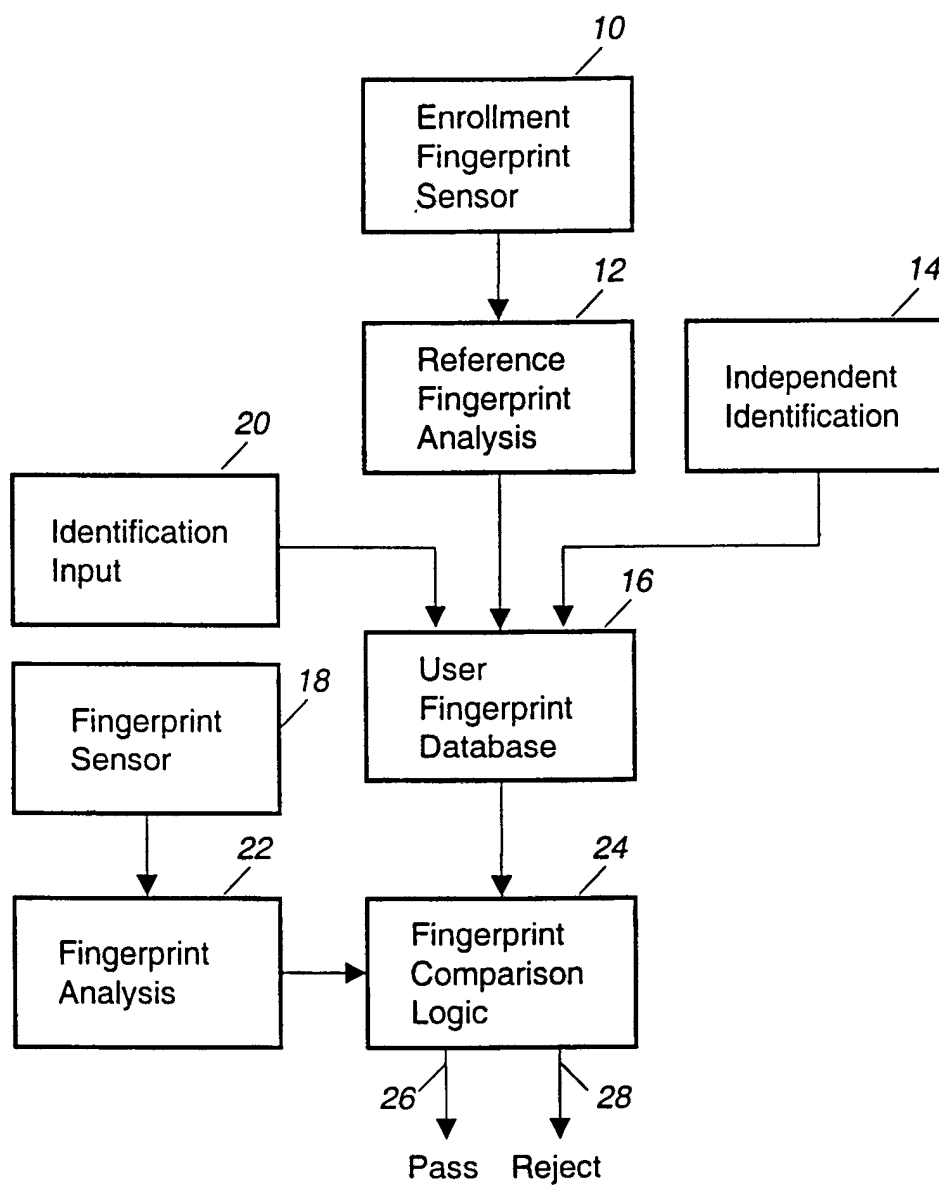 10
Enrollment
Fingerprint
Sensor
12
14
Reference
Fingerprint
Analysis
Independent
Identification
20
Identification
Input
16
User
Fingerprint
Database
18
Fingerprint
Sensor
22
24
Fingerprint
Analysis
Fingerprint
Comparison
Logic
26
28
Pass
Reject